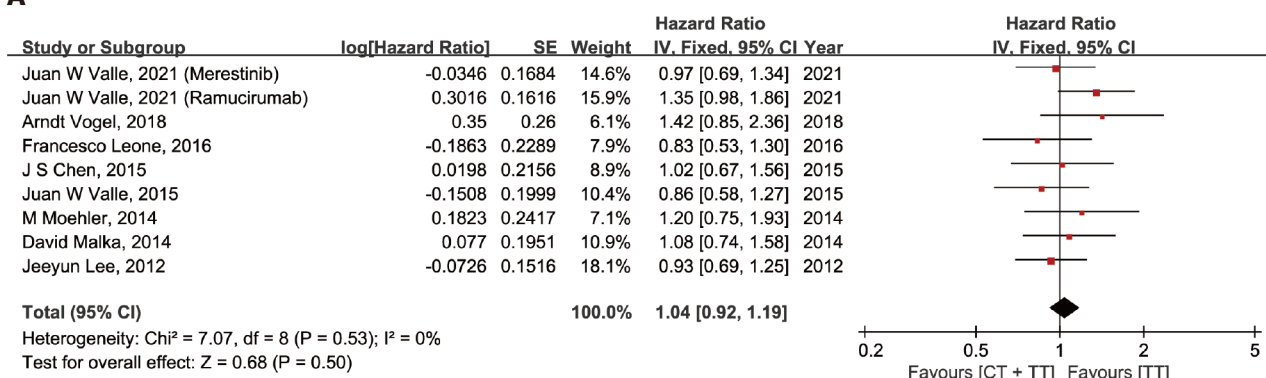 A
Hazard Ratio Hazard Ratio
Study or Subgroup log[Hazard Ratio] SE Weight IV, Fixed, 95% CI Year IV, Fixed, 95% CI
Juan W Valle, 2021 (Merestinib) -0.0346 0.1684 14.6% 0.97 [0.69, 1.34] 2021
Juan W Valle, 2021 (Ramucirumab) 0.3016 0.1616 15.9% 1.35 [0.98, 1.86] 2021
Arndt Vogel, 2018 0.35 0.26 6.1% 1.42 [0.85, 2.36] 2018
Francesco Leone, 2016 -0.1863 0.2289 7.9% 0.83 [0.53, 1.30] 2016
J S Chen, 2015 0.0198 0.2156 8.9% 1.02 [0.67, 1.56] 2015
Juan W Valle, 2015 -0.1508 0.1999 10.4% 0.86 [0.58, 1.27] 2015
M Moehler, 2014 0.1823 0.2417 7.1% 1.20 [0.75, 1.93] 2014
David Malka, 2014 0.077 0.1951 10.9% 1.08 [0.74, 1.58] 2014
Jeeyun Lee, 2012 -0.0726 0.1516 18.1% 0.93 [0.69, 1.25] 2012
Total (95% CI) 100.0% 1.04 [0.92, 1.19]
Heterogeneity: Chi² = 7.07, df = 8 (P = 0.53); I² = 0%
Test for overall effect: Z = 0.68 (P = 0.50)
0.2 0.5 1 2 5
Favours [CT + TT] Favours [TT]